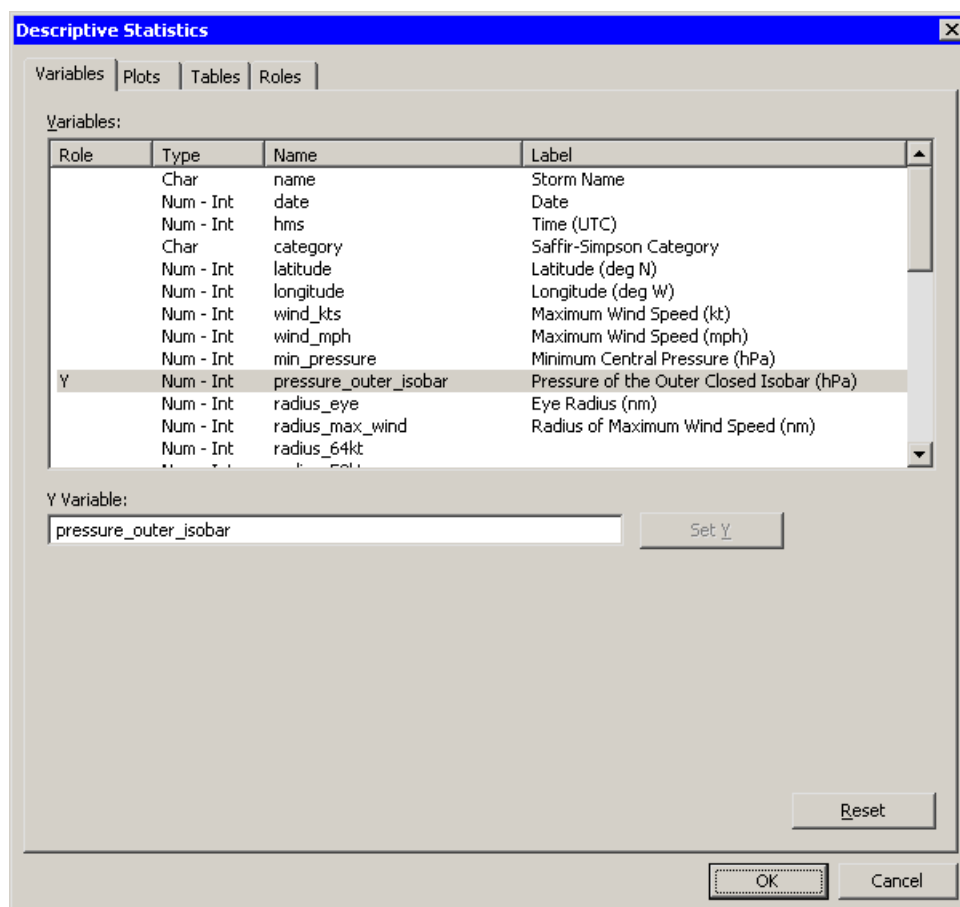 Descriptive Statistics
Variables Plots Tables Roles
Variables:
Role Type Name Label
Char name Storm Name
Num - Int date Date
Num - Int hms Time (UTC)
Char category Saffir-Simpson Category
Num - Int latitude Latitude (deg N)
Num - Int longitude Longitude (deg W)
Num - Int wind_kts Maximum Wind Speed (kt)
Num - Int wind_mph Maximum Wind Speed (mph)
Num - Int min_pressure Minimum Central Pressure (hPa)
Y Num - Int pressure_outer_isobar Pressure of the Outer Closed Isobar (hPa)
Num - Int radius_eye Eye Radius (nm)
Num - Int radius_max_wind Radius of Maximum Wind Speed (nm)
Num - Int radius_64kt
Y Variable:
pressure_outer_isobar Set Y
Reset
OK Cancel